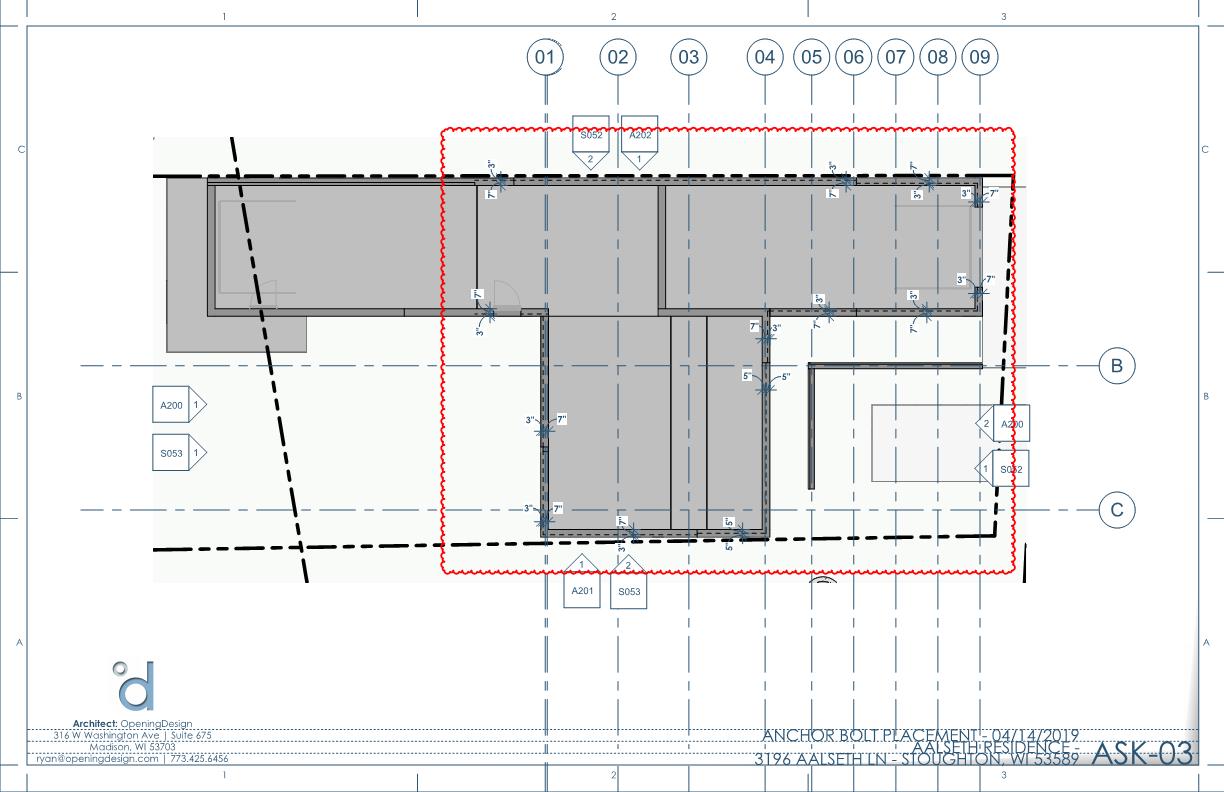 1 2 3
01 02 03 04 05 06 07 08 09
S052 A202
2 1
C C
3" 3" 7"
7" 7" 3"
3" 7"
3" 7"
7" 3" 3"
3" 7" 7"
7" 3"
B
5" 5"
A200 1
B B
3" 7"
2 A200
S053 1
1 S052
3" 7"
C
7" 5"
3" 5"
1 2
A201 S053
A A
d
Architect: OpeningDesign
316 W Washington Ave | Suite 675
Madison, WI 53703
ryan@openingdesign.com | 773.425.6456
ANCHOR BOLT PLACEMENT - 04/14/2019
AALSETH RESIDENCE -
3196 AALSETH LN - STOUGHTON, WI 53589
ASK-03
1 2 3